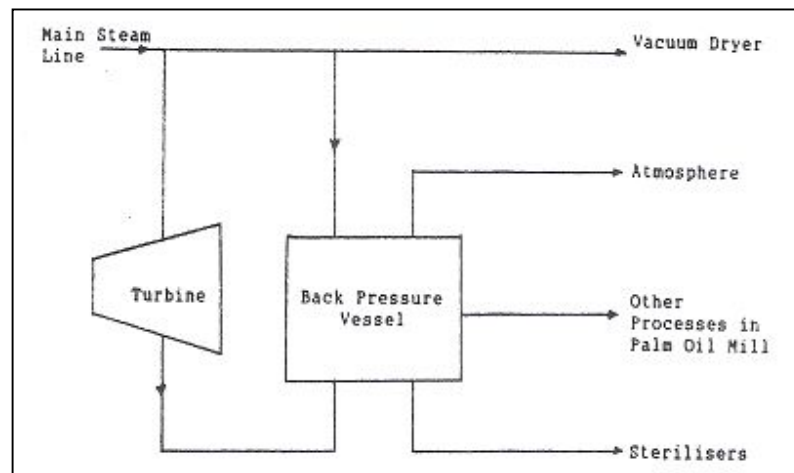 Main Steam
Line
Vacuum Dryer
Atmosphere
Turbine
Back Pressure
Vessel
Other
Processes in
Palm Oil Mill
Sterilisers